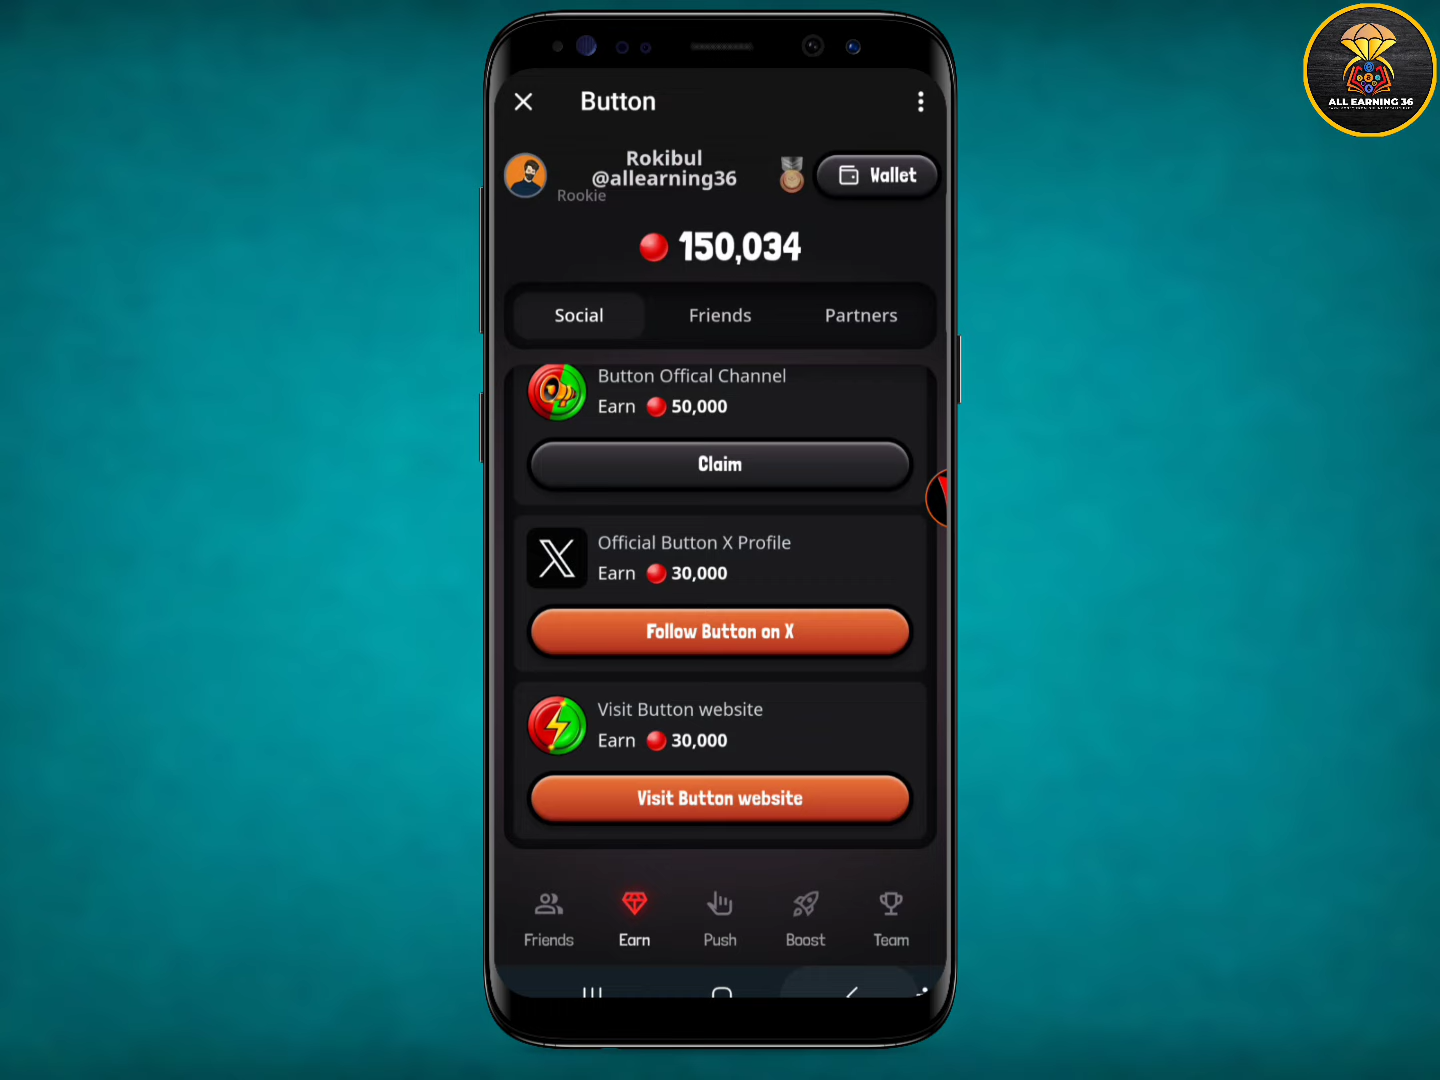 ALL EARNING 36
Button
Rokibul
@allearning36
Rookie
Wallet
150,034
Social
Friends
Partners
Button Offical Channel
Earn 50,000
Claim
Official Button X Profile
Earn 30,000
Follow Button on X
Visit Button website
Earn 30,000
Visit Button website
Friends
Earn
Push
Boost
Team